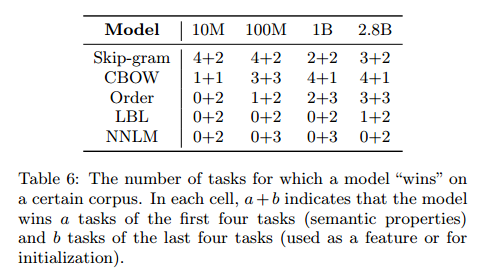 Model 10M 100M 1B 2.8B
Skip-gram 4+2 4+2 2+2 3+2
CBOW 1+1 3+3 4+1 4+1
Order 0+2 1+2 2+3 3+3
LBL 0+2 0+2 0+2 1+2
NNLM 0+2 0+3 0+3 0+2
Table 6: The number of tasks for which a model “wins” on
a certain corpus. In each cell, a+b indicates that the model
wins a tasks of the first four tasks (semantic properties)
and b tasks of the last four tasks (used as a feature or for
initialization).